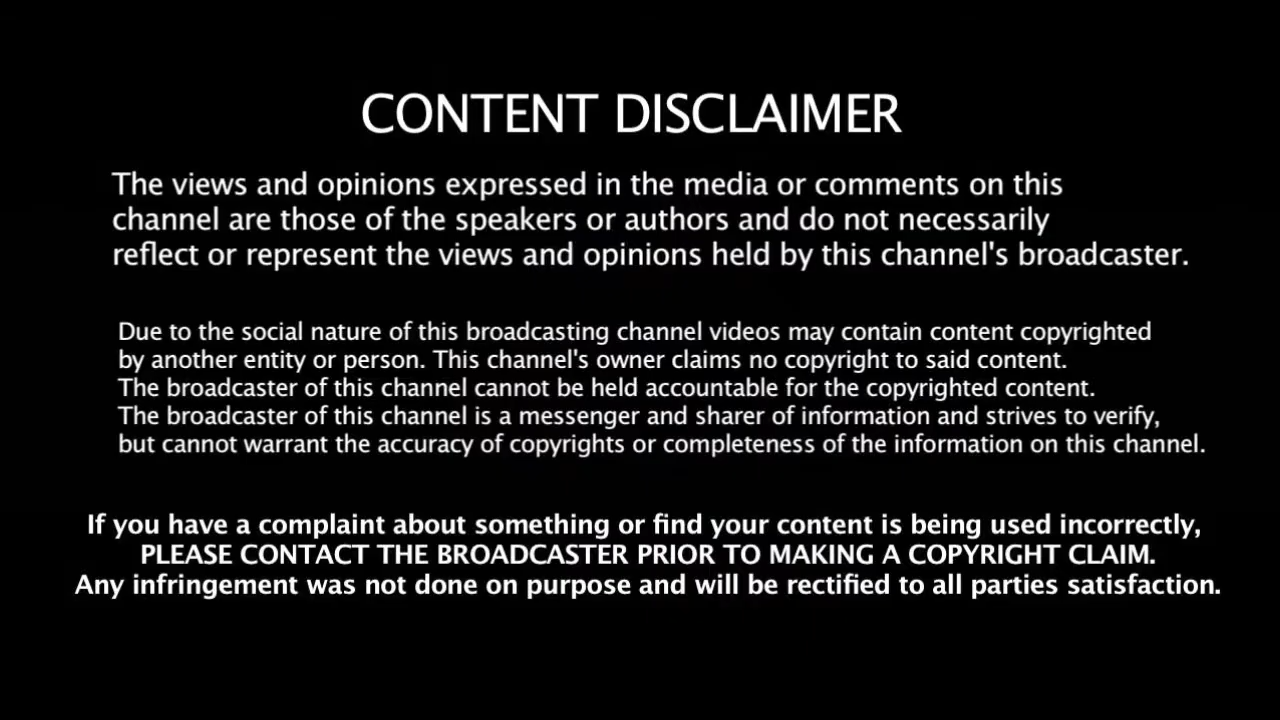 CONTENT DISCLAIMER
The views and opinions expressed in the media or comments on this
channel are those of the speakers or authors and do not necessarily
reflect or represent the views and opinions held by this channel's broadcaster.
Due to the social nature of this broadcasting channel videos may contain content copyrighted
by another entity or person. This channel's owner claims no copyright to said content.
The broadcaster of this channel cannot be held accountable for the copyrighted content.
The broadcaster of this channel is a messenger and sharer of information and strives to verify,
but cannot warrant the accuracy of copyrights or completeness of the information on this channel.
If you have a complaint about something or find your content is being used incorrectly,
PLEASE CONTACT THE BROADCASTER PRIOR TO MAKING A COPYRIGHT CLAIM.
Any infringement was not done on purpose and will be rectified to all parties satisfaction.